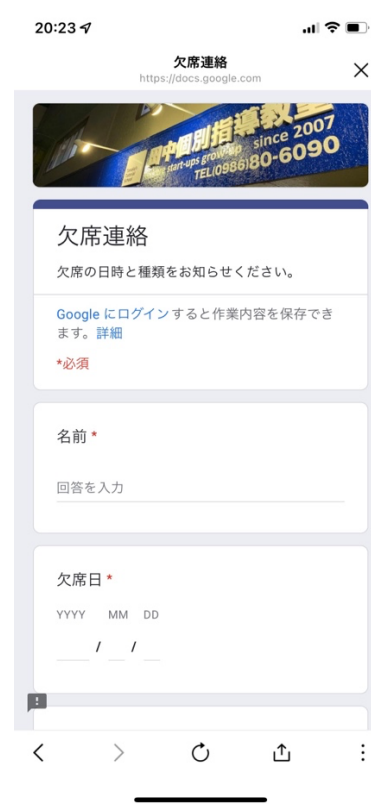 20:23
欠席連絡
https://docs.google.com
中個別指導教室
start-ups grow up since 2007
TEL(0986)80-6090
欠席連絡
欠席の日時と種類をお知らせください。
Google にログインすると作業内容を保存でき
ます。詳細
*必須
名前 *
回答を入力
欠席日 *
YYYY MM DD
/ /